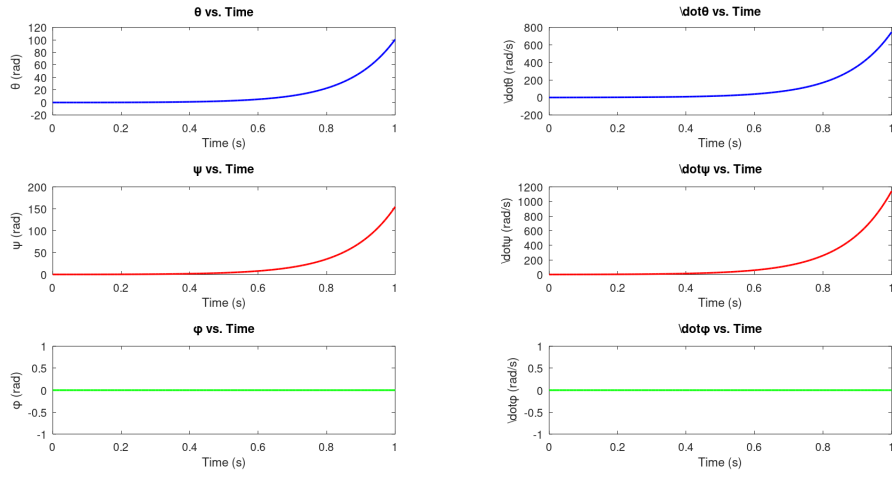 θ vs. Time
120
100
80
60
40
20
0
-20
θ (rad)
0 0.2 0.4 0.6 0.8 1
Time (s)
\dotθ vs. Time
800
600
400
200
0
-200
\dotθ (rad/s)
0 0.2 0.4 0.6 0.8 1
Time (s)
ψ vs. Time
200
150
100
50
0
ψ (rad)
0 0.2 0.4 0.6 0.8 1
Time (s)
\dotψ vs. Time
1200
1000
800
600
400
200
0
\dotψ (rad/s)
0 0.2 0.4 0.6 0.8 1
Time (s)
φ vs. Time
1
0.5
0
-0.5
-1
φ (rad)
0 0.2 0.4 0.6 0.8 1
Time (s)
\dotφ vs. Time
1
0.5
0
-0.5
-1
\dotφ (rad/s)
0 0.2 0.4 0.6 0.8 1
Time (s)